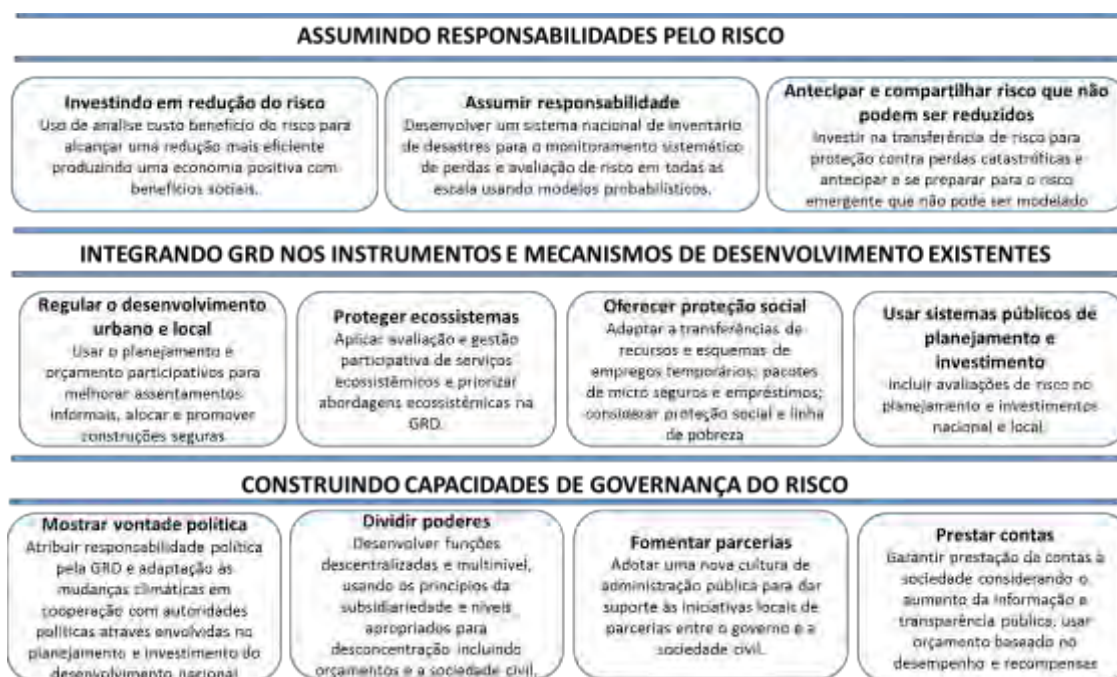 ASSUMINDO RESPONSABILIDADES PELO RISCO
Investindo em redução do risco
Uso de analise custo benefício do risco para
alcançar uma redução mais eficiente
produzindo uma economia positiva com
benefícios sociais.
Assumir responsabilidade
Desenvolver um sistema nacional de inventário
de desastres para o monitoramento sistemático
de perdas e avaliação de risco em todas as
escala usando modelos probabilísticos.
Antecipar e compartilhar risco que não
podem ser reduzidos
Investir na transferência de risco para
proteção contra perdas catastróficas e
antecipar e se preparar para o risco
emergente que não pode ser modelado
INTEGRANDO GRD NOS INSTRUMENTOS E MECANISMOS DE DESENVOLVIMENTO EXISTENTES
Regular o desenvolvimento
urbano e local
Usar o planejamento e
orçamento participativos para
melhorar assentamentos
informais, alocar e promover
construções seguras
Proteger ecossistemas
Aplicar avaliação e gestão
participativa de serviços
ecossistêmicos e priorizar
abordagens ecossistêmicas na
GRD.
Oferecer proteção social
Adaptar a transferências de
recursos e esquemas de
empregos temporários; pacotes
de micro seguros e empréstimos;
considerar proteção social e linha
de pobreza
Usar sistemas públicos de
planejamento e
investimento
Incluir avaliações de risco no
planejamento e investimentos
nacional e local
CONSTRUINDO CAPACIDADES DE GOVERNANÇA DO RISCO
Mostrar vontade política
Atribuir responsabilidade política
pela GRD e adaptação às
mudanças climáticas em
cooperação com autoridades
políticas através envolvidas no
planejamento e investimento do
desenvolvimento nacional
Dividir poderes
Desenvolver funções
descentralizadas e multinível,
usando os princípios da
subsidiariedade e níveis
apropriados para
desconcentração incluindo
orçamentos e a sociedade civil.
Fomentar parcerias
Adotar uma nova cultura de
administração pública para dar
suporte às iniciativas locais de
parcerias entre o governo e a
sociedade civil.
Prestar contas
Garantir prestação de contas à
sociedade considerando o
aumento da informação e
transparência pública, usar
orçamento baseado no
desempenho e recompensas